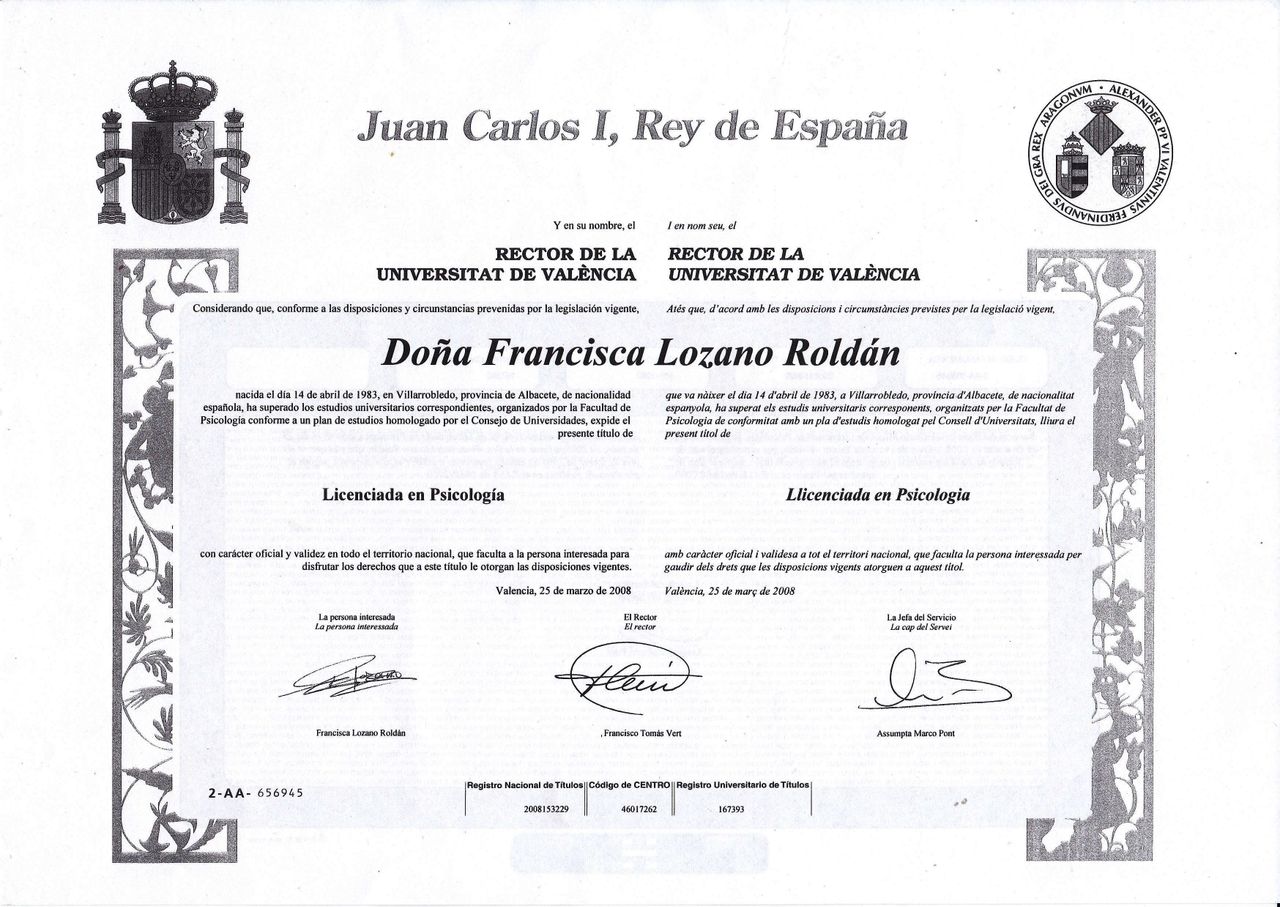 Juan Carlos I, Rey de España
FERDINANDVS DEI GRA REX ARAGONVM • ALEXANDER PP VI VALENTINVS
Y en su nombre, el
RECTOR DE LA
UNIVERSITAT DE VALÈNCIA
I en nom seu, el
RECTOR DE LA
UNIVERSITAT DE VALÈNCIA
Considerando que, conforme a las disposiciones y circunstancias prevenidas por la legislación vigente,
Atés que, d'acord amb les disposicions i circumstàncies previstes per la legislació vigent,
Doña Francisca Lozano Roldán
nacida el día 14 de abril de 1983, en Villarrobledo, provincia de Albacete, de nacionalidad
española, ha superado los estudios universitarios correspondientes, organizados por la Facultad de
Psicología conforme a un plan de estudios homologado por el Consejo de Universidades, expide el
presente título de
que va nàixer el dia 14 d'abril de 1983, a Villarrobledo, provincia d'Albacete, de nacionalitat
espanyola, ha superat els estudis universitaris corresponents, organitzats per la Facultat de
Psicologia de conformitat amb un pla d'estudis homologat pel Consell d'Universitats, lliura el
present títol de
Licenciada en Psicología
Llicenciada en Psicologia
con carácter oficial y validez en todo el territorio nacional, que faculta a la persona interesada para
disfrutar los derechos que a este título le otorgan las disposiciones vigentes.
amb caràcter oficial i validesa a tot el territori nacional, que faculta la persona interessada per
gaudir dels drets que les disposicions vigents atorguen a aquest títol.
Valencia, 25 de marzo de 2008
València, 25 de març de 2008
La persona interesada
La persona interessada
El Rector
El rector
La Jefa del Servicio
La cap del Servei
Francisca Lozano Roldán
, Francisco Tomás Vert
Assumpta Marco Pont
2-AA- 656945
Registro Nacional de Títulos
2008153229
Código de CENTRO
46017262
Registro Universitario de Títulos
167393